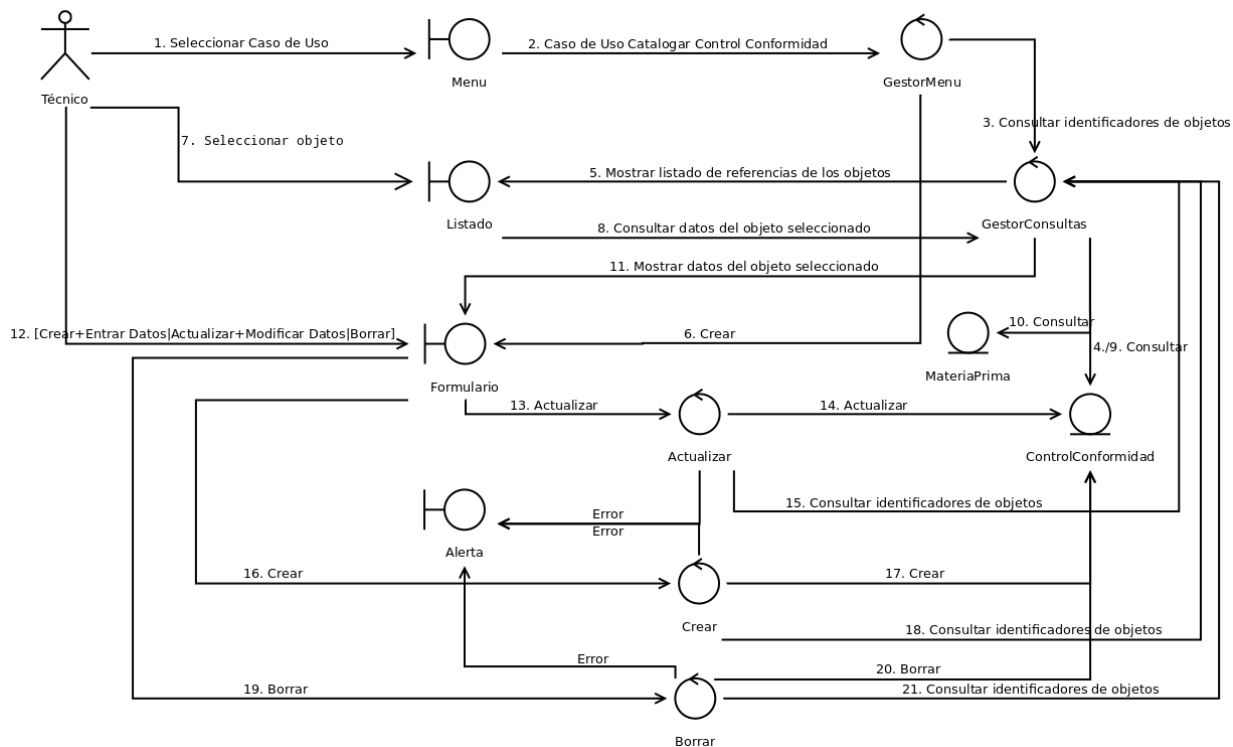 1. Seleccionar Caso de Uso
2. Caso de Uso Catalogar Control Conformidad
Menu
GestorMenu
Técnico
3. Consultar identificadores de objetos
7. Seleccionar objeto
5. Mostrar listado de referencias de los objetos
Listado
GestorConsultas
8. Consultar datos del objeto seleccionado
11. Mostrar datos del objeto seleccionado
12. [Crear+Entrar Datos|Actualizar+Modificar Datos|Borrar]
6. Crear
10. Consultar
4./9. Consultar
MateriaPrima
Formulario
13. Actualizar
14. Actualizar
Actualizar
ControlConformidad
15. Consultar identificadores de objetos
Error
Error
Alerta
16. Crear
17. Crear
Crear
18. Consultar identificadores de objetos
Error
20. Borrar
19. Borrar
21. Consultar identificadores de objetos
Borrar